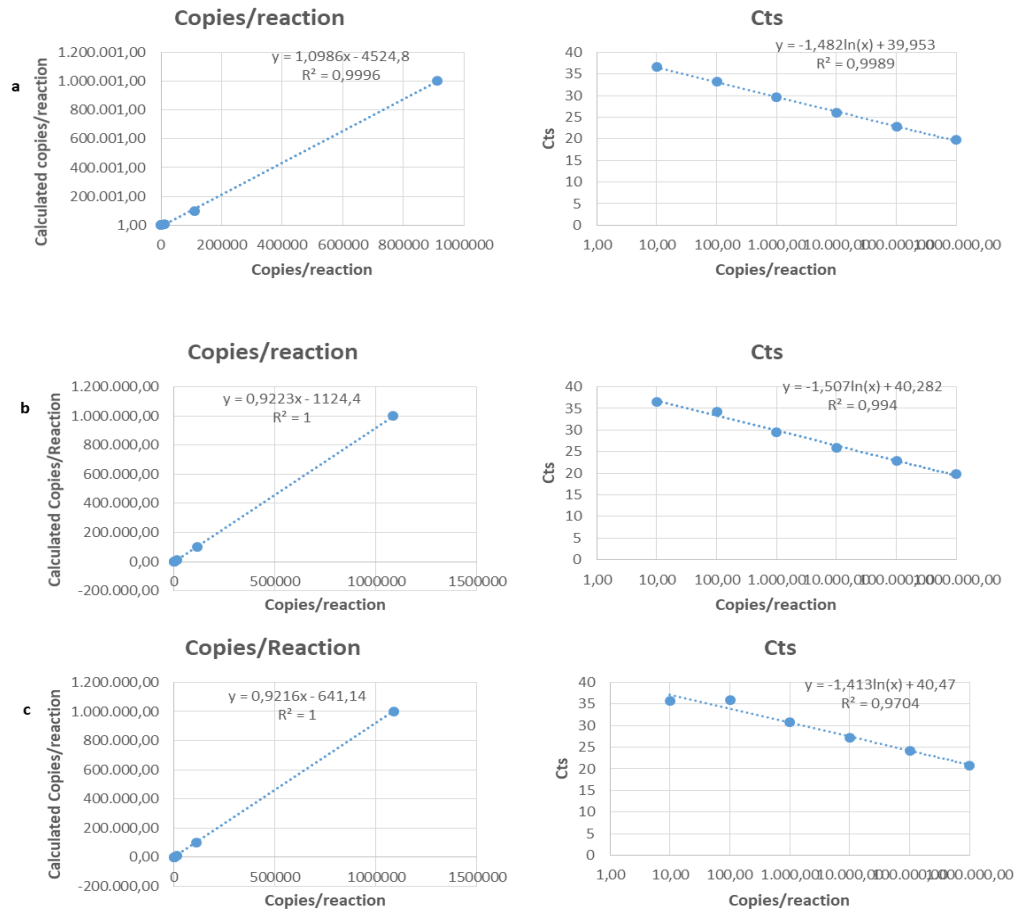 Copies/reaction
a
y = 1,0986x - 4524,8
R² = 0,9996
Calculated copies/reaction
1.200.001,00
1.000.001,00
800.001,00
600.001,00
400.001,00
200.001,00
1,00
0 200000 400000 600000 800000 1000000
Copies/reaction
Cts
y = -1,482ln(x) + 39,953
R² = 0,9989
Cts
40
35
30
25
20
15
10
5
0
1,00 10,00 100,00 1.000,00 10.000,00 100.000,00 1.000.000,00
Copies/reaction
Copies/reaction
b
y = 0,9223x - 1124,4
R² = 1
Calculated Copies/Reaction
1.200.000,00
1.000.000,00
800.000,00
600.000,00
400.000,00
200.000,00
0,00
-200.000,00
0 500000 1000000 1500000
Copies/reaction
Cts
y = -1,507ln(x) + 40,282
R² = 0,994
Cts
40
35
30
25
20
15
10
5
0
1,00 10,00 100,00 1.000,00 10.000,00 100.000,00 1.000.000,00
Copies/reaction
Copies/Reaction
c
y = 0,9216x - 641,14
R² = 1
Calculated Copies/reaction
1.200.000,00
1.000.000,00
800.000,00
600.000,00
400.000,00
200.000,00
0,00
-200.000,00
0 500000 1000000 1500000
Copies/reaction
Cts
y = -1,413ln(x) + 40,47
R² = 0,9704
Cts
40
35
30
25
20
15
10
5
0
1,00 10,00 100,00 1.000,00 10.000,00 100.000,00 1.000.000,00
Copies/reaction